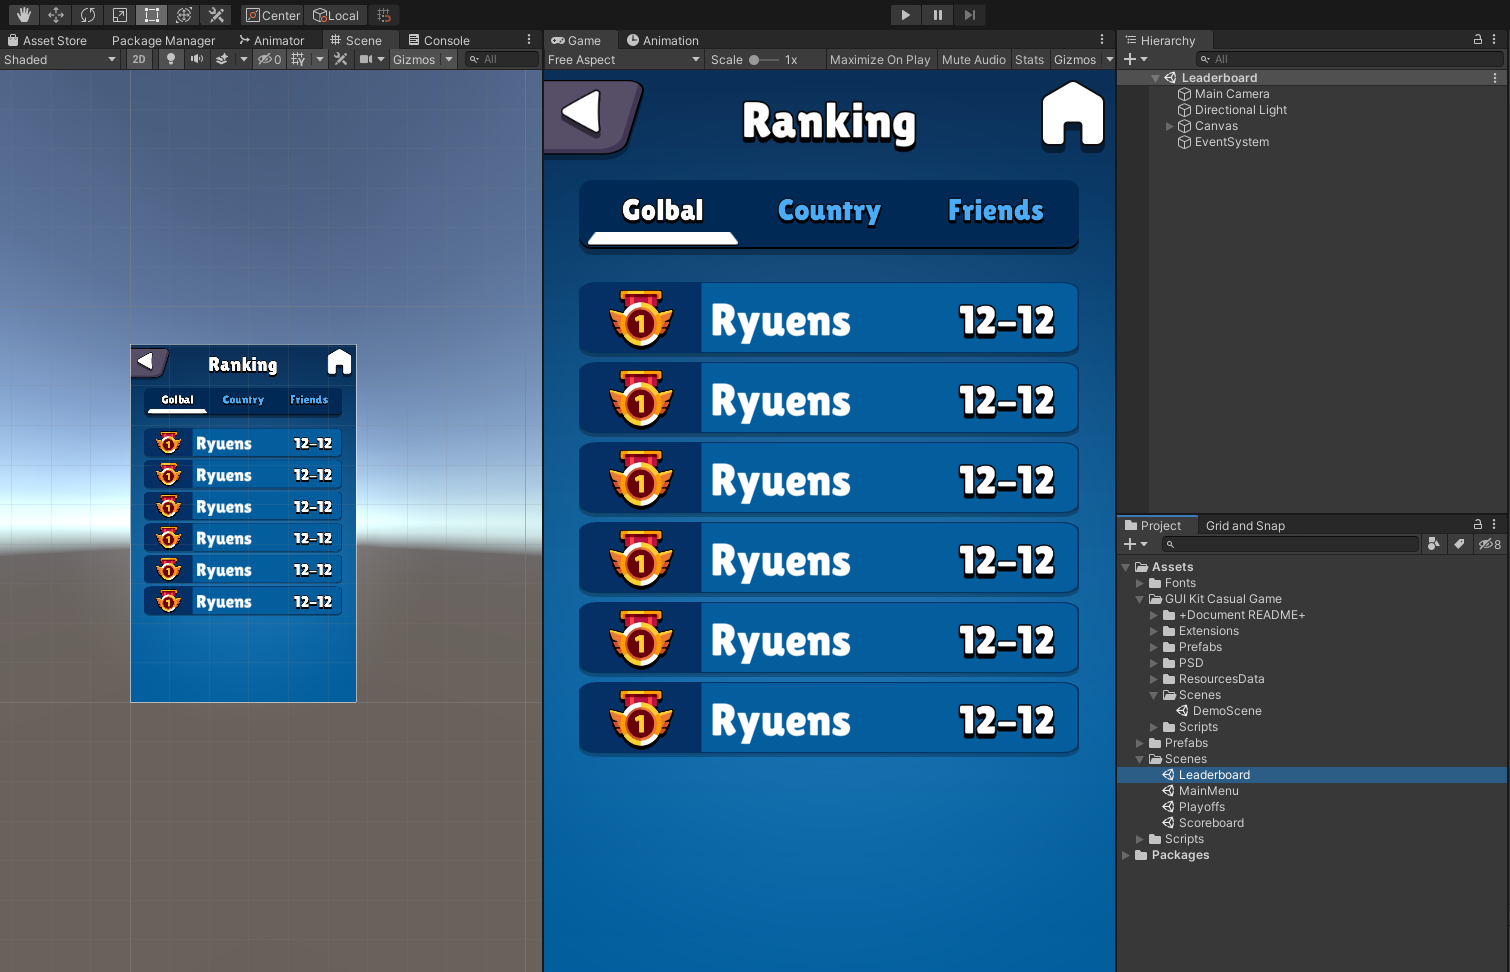 Center Local
Asset Store Package Manager Animator Scene Console
Shaded 2D 0 Gizmos All
Ranking
Golbal Country Friends
Ryuens 12-12
Ryuens 12-12
Ryuens 12-12
Ryuens 12-12
Ryuens 12-12
Ryuens 12-12
Game Animation
Free Aspect Scale 1x Maximize On Play Mute Audio Stats Gizmos
Ranking
Golbal Country Friends
1 Ryuens 12-12
1 Ryuens 12-12
1 Ryuens 12-12
1 Ryuens 12-12
1 Ryuens 12-12
1 Ryuens 12-12
Hierarchy
All
Leaderboard
Main Camera
Directional Light
Canvas
EventSystem
Project Grid and Snap
8
Assets
Fonts
GUI Kit Casual Game
+Document README+
Extensions
Prefabs
PSD
ResourcesData
Scenes
DemoScene
Scripts
Prefabs
Scenes
Leaderboard
MainMenu
Playoffs
Scoreboard
Scripts
Packages